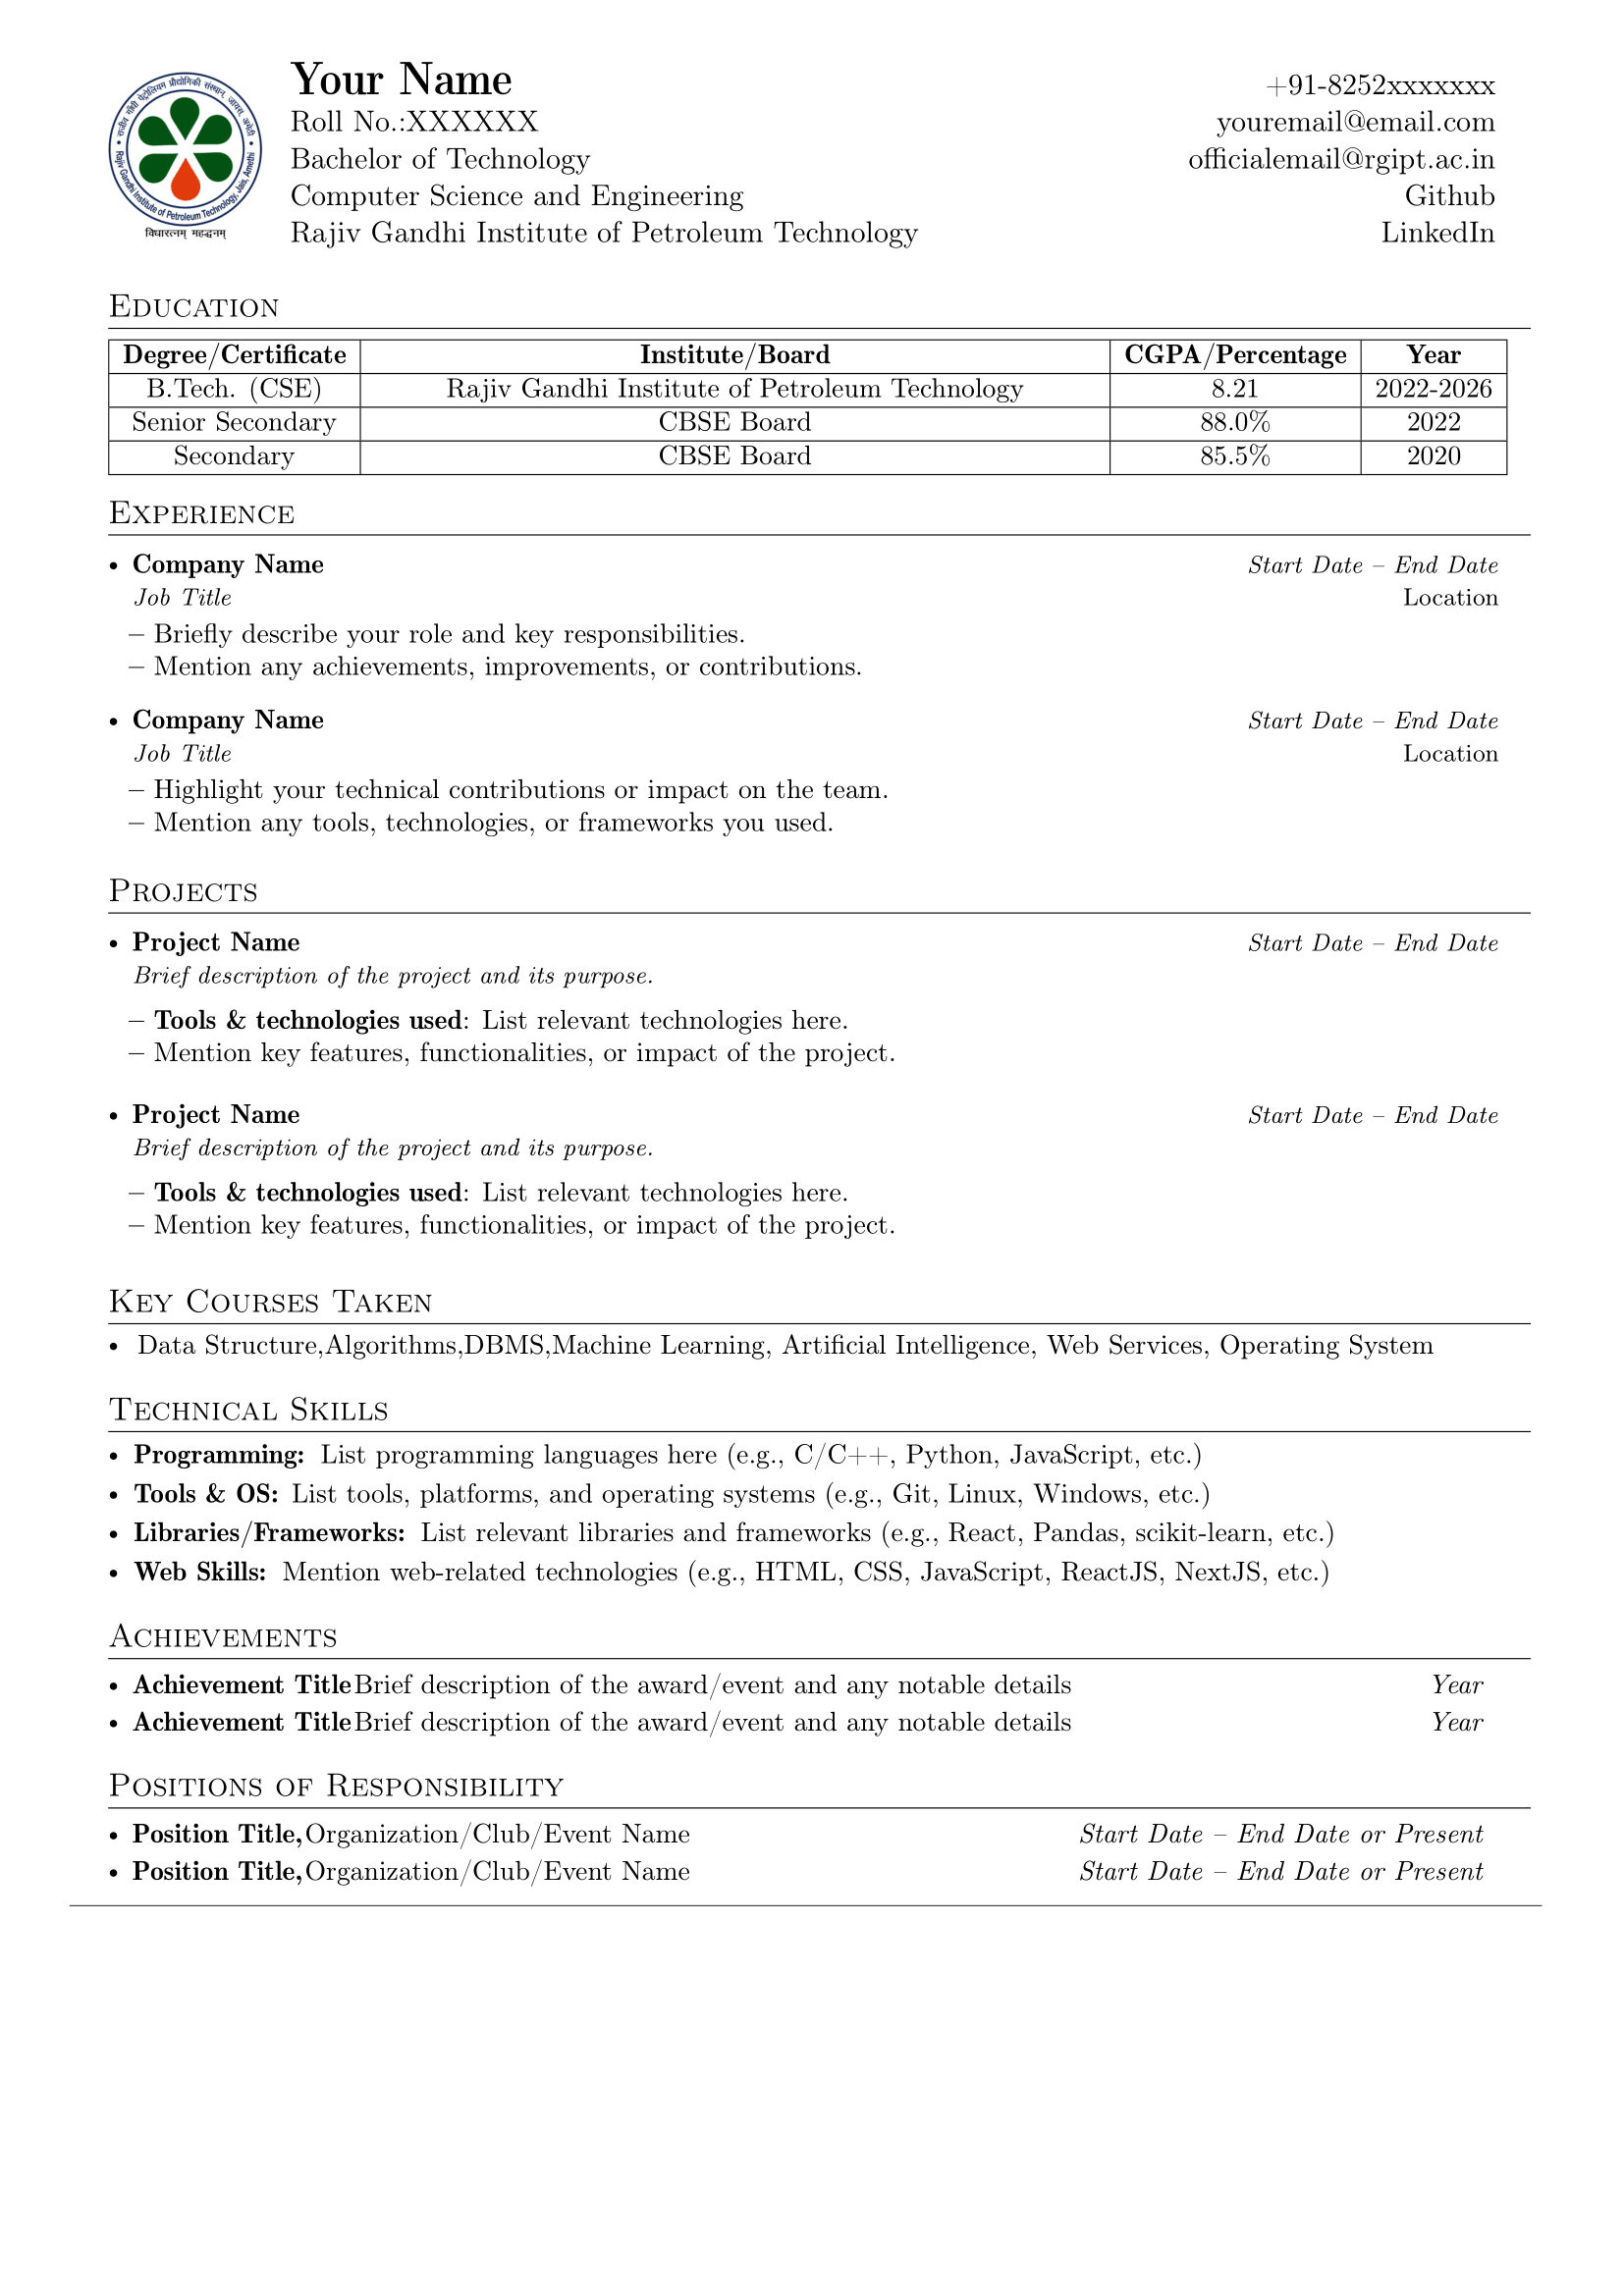 राजीव गाँधी पेट्रोलियम प्रौद्योगिकी संस्थान, जायस, अमेठी
Rajiv Gandhi Institute of Petroleum Technology, Jais, Amethi
विद्यारत्नम् महद्धनम्
Your Name
+91-8252xxxxxxx
Roll No.:XXXXXX
youremail@email.com
Bachelor of Technology
officialemail@rgipt.ac.in
Computer Science and Engineering
Github
Rajiv Gandhi Institute of Petroleum Technology
LinkedIn
Education
Degree/Certificate Institute/Board CGPA/Percentage Year
B.Tech. (CSE) Rajiv Gandhi Institute of Petroleum Technology 8.21 2022-2026
Senior Secondary CBSE Board 88.0% 2022
Secondary CBSE Board 85.5% 2020
Experience
• Company Name Start Date – End Date
Job Title Location
– Briefly describe your role and key responsibilities.
– Mention any achievements, improvements, or contributions.
• Company Name Start Date – End Date
Job Title Location
– Highlight your technical contributions or impact on the team.
– Mention any tools, technologies, or frameworks you used.
Projects
• Project Name Start Date – End Date
Brief description of the project and its purpose.
– Tools & technologies used: List relevant technologies here.
– Mention key features, functionalities, or impact of the project.
• Project Name Start Date – End Date
Brief description of the project and its purpose.
– Tools & technologies used: List relevant technologies here.
– Mention key features, functionalities, or impact of the project.
Key Courses Taken
• Data Structure,Algorithms,DBMS,Machine Learning, Artificial Intelligence, Web Services, Operating System
Technical Skills
• Programming: List programming languages here (e.g., C/C++, Python, JavaScript, etc.)
• Tools & OS: List tools, platforms, and operating systems (e.g., Git, Linux, Windows, etc.)
• Libraries/Frameworks: List relevant libraries and frameworks (e.g., React, Pandas, scikit-learn, etc.)
• Web Skills: Mention web-related technologies (e.g., HTML, CSS, JavaScript, ReactJS, NextJS, etc.)
Achievements
• Achievement Title Brief description of the award/event and any notable details Year
• Achievement Title Brief description of the award/event and any notable details Year
Positions of Responsibility
• Position Title, Organization/Club/Event Name Start Date – End Date or Present
• Position Title, Organization/Club/Event Name Start Date – End Date or Present